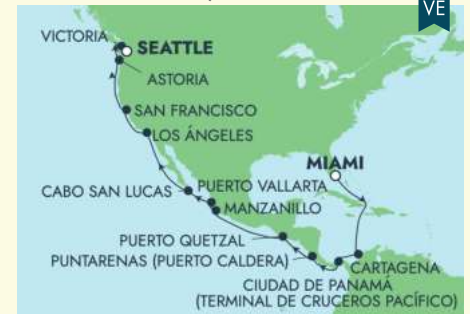 VE
VICTORIA
SEATTLE
ASTORIA
SAN FRANCISCO
LOS ÁNGELES
MIAMI
CABO SAN LUCAS
PUERTO VALLARTA
MANZANILLO
PUERTO QUETZAL
PUNTARENAS (PUERTO CALDERA)
CARTAGENA
CIUDAD DE PANAMÁ
(TERMINAL DE CRUCEROS PACÍFICO)